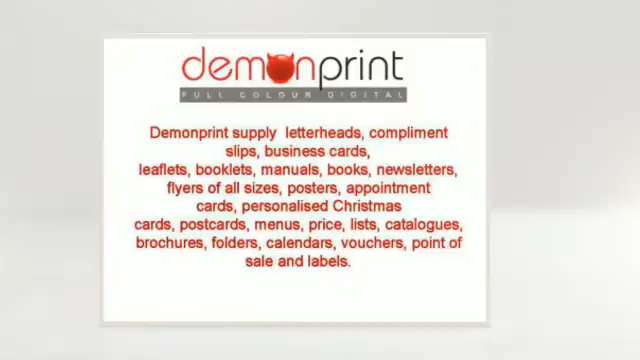 demonprint
FULL COLOUR DIGITAL
Demonprint supply letterheads, compliment
slips, business cards,
leaflets, booklets, manuals, books, newsletters,
flyers of all sizes, posters, appointment
cards, personalised Christmas
cards, postcards, menus, price, lists, catalogues,
brochures, folders, calendars, vouchers, point of
sale and labels.